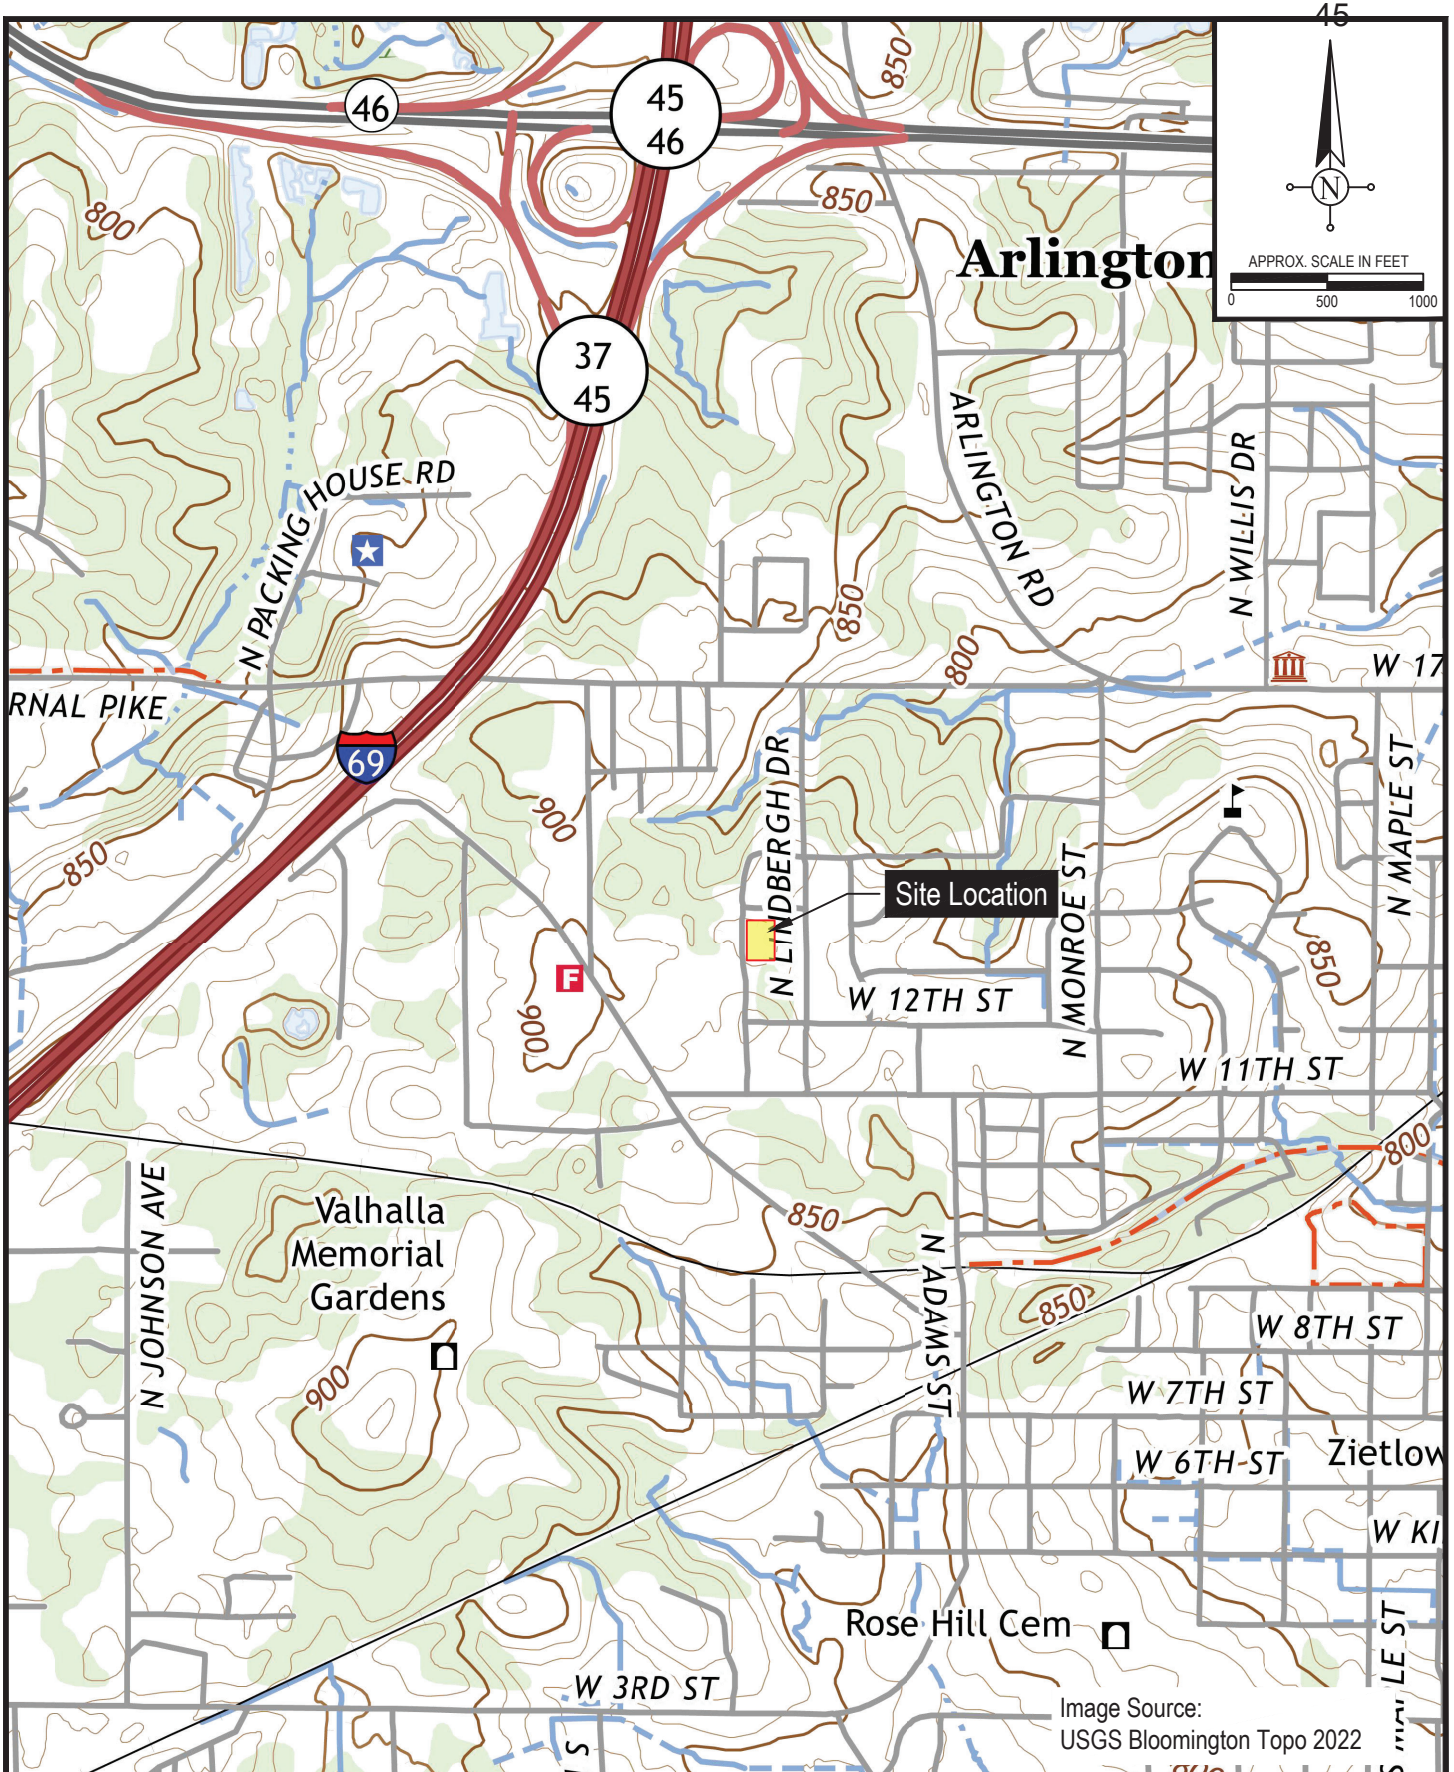 45
46
45
46
850
N
APPROX. SCALE IN FEET
0 500 1000
800
850
Arlington
37
45
ARLINGTON RD
N WILLIS DR
N PACKING HOUSE RD
850
800
W 17
RNAL PIKE
69
N LINDBERGH DR
N MAPLE ST
900
850
Site Location
N MONROE ST
850
F
W 12TH ST
900
W 11TH ST
800
N JOHNSON AVE
Valhalla
Memorial
Gardens
850
N ADAMS ST
850
W 8TH ST
900
W 7TH ST
W 6TH ST
Zietlow
W KI
Rose Hill Cem
W 3RD ST
S MAPLE ST
Image Source:
USGS Bloomington Topo 2022
S